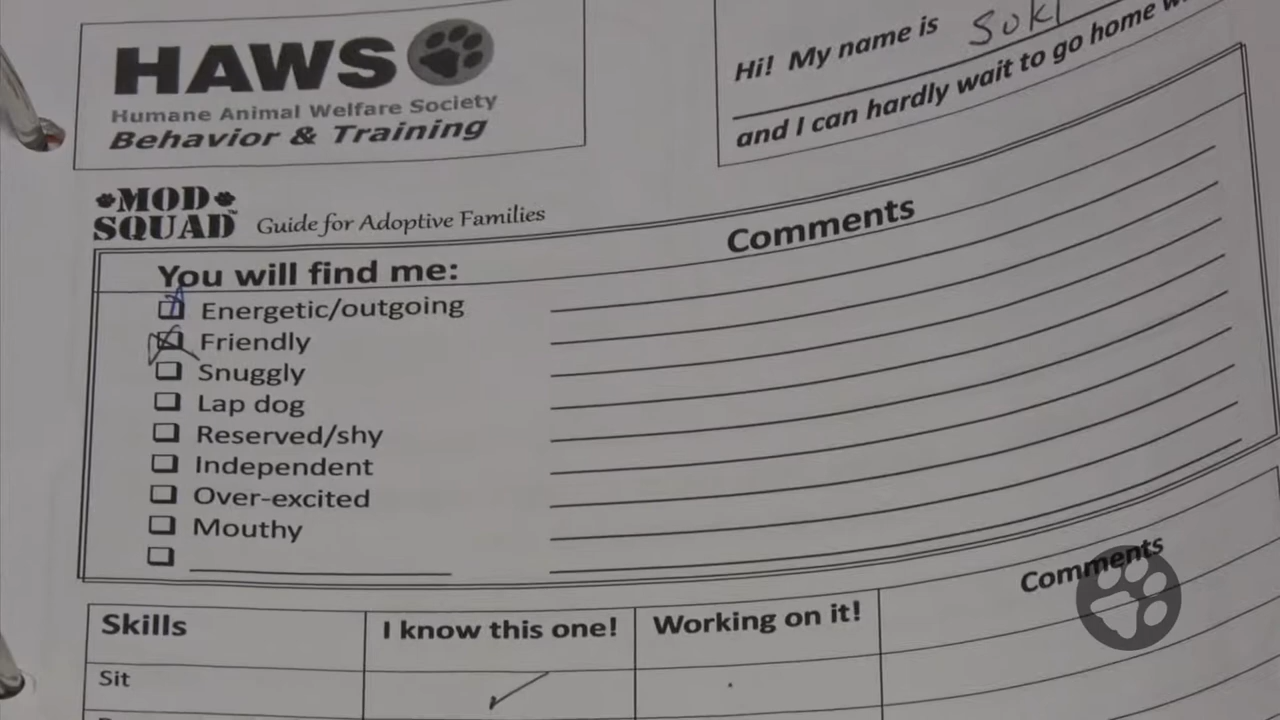 HAWS
Humane Animal Welfare Society
Behavior & Training
Hi! My name is Suki
and I can hardly wait to go home
MOD
SQUAD™ Guide for Adoptive Families
You will find me:
Comments
Energetic/outgoing
Friendly
Snuggly
Lap dog
Reserved/shy
Independent
Over-excited
Mouthy
Skills
I know this one!
Working on it!
Comments
Sit